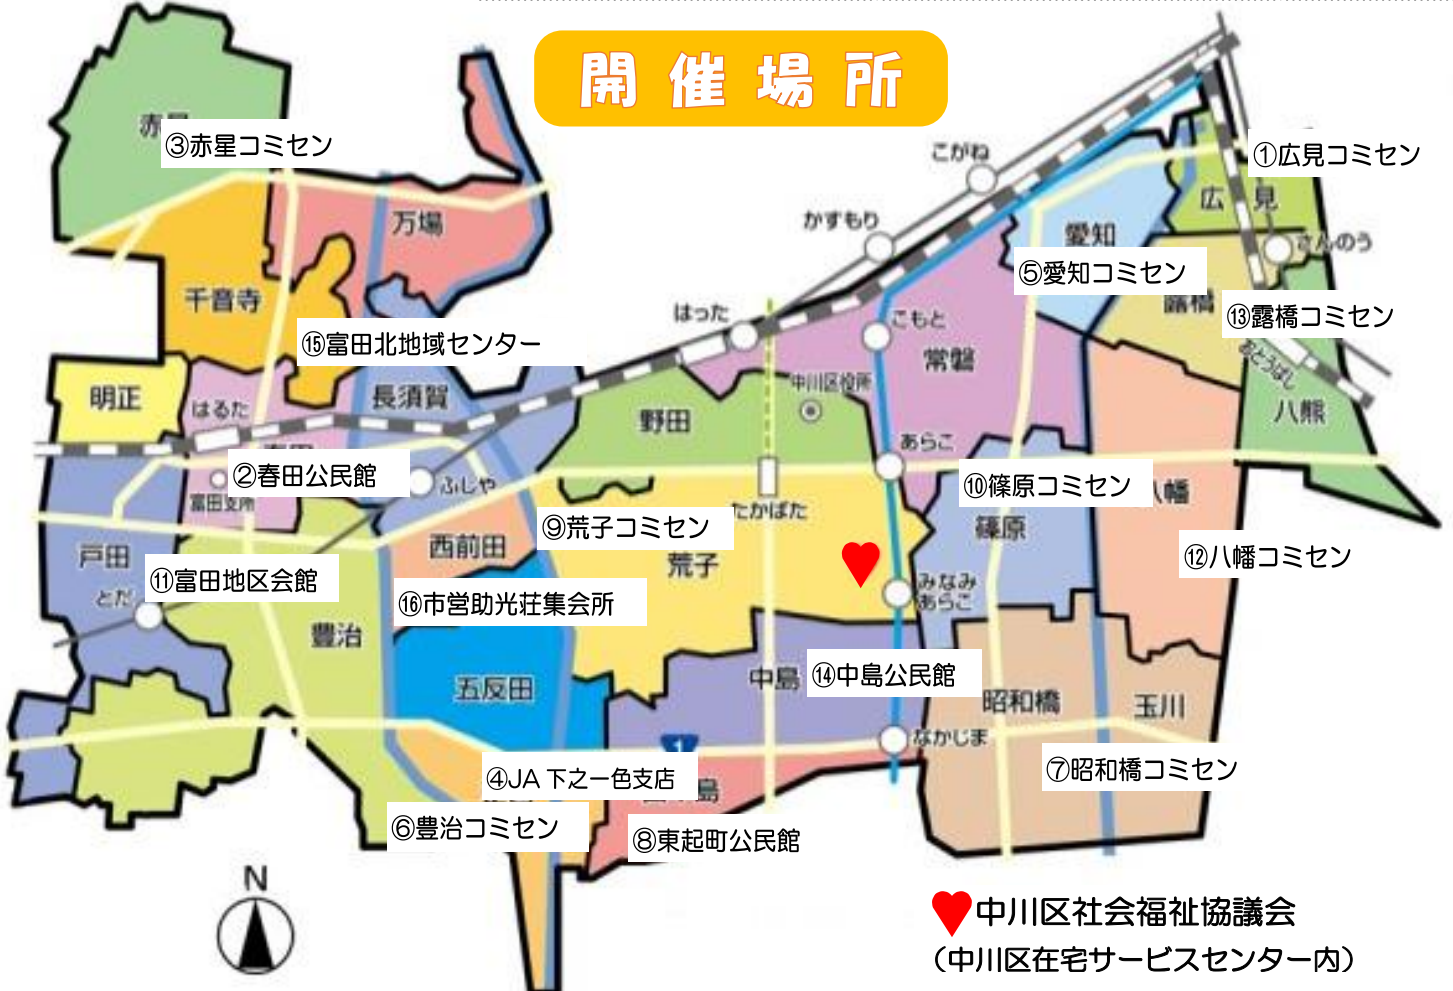 開催場所
③赤星コミセン
①広見コミセン
こがね
広見
かすもり
万場
愛知
さんのう
⑤愛知コミセン
千音寺
露橋
はった
こもと
⑬露橋コミセン
⑮富田北地域センター
常磐
中川区役所
明正
はるた
長須賀
野田
八熊
あらこ
②春田公民館
ふしや
富田支所
⑩篠原コミセン
八幡
たかばた
⑨荒子コミセン
篠原
戸田
西前田
荒子
⑫八幡コミセン
⑪富田地区会館
とだ
⑯市営助光荘集会所
みなみ
あらこ
豊治
中島
⑭中島公民館
五反田
昭和橋
玉川
1
なかじま
④JA 下之一色支店
島
⑦昭和橋コミセン
⑥豊治コミセン
⑧東起町公民館
N
中川区社会福祉協議会
（中川区在宅サービスセンター内）